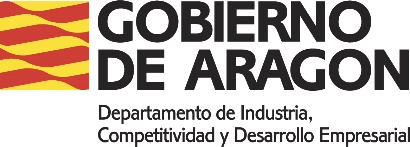 GOBIERNO
DE ARAGON
Departamento de Industria,
Competitividad y Desarrollo Empresarial